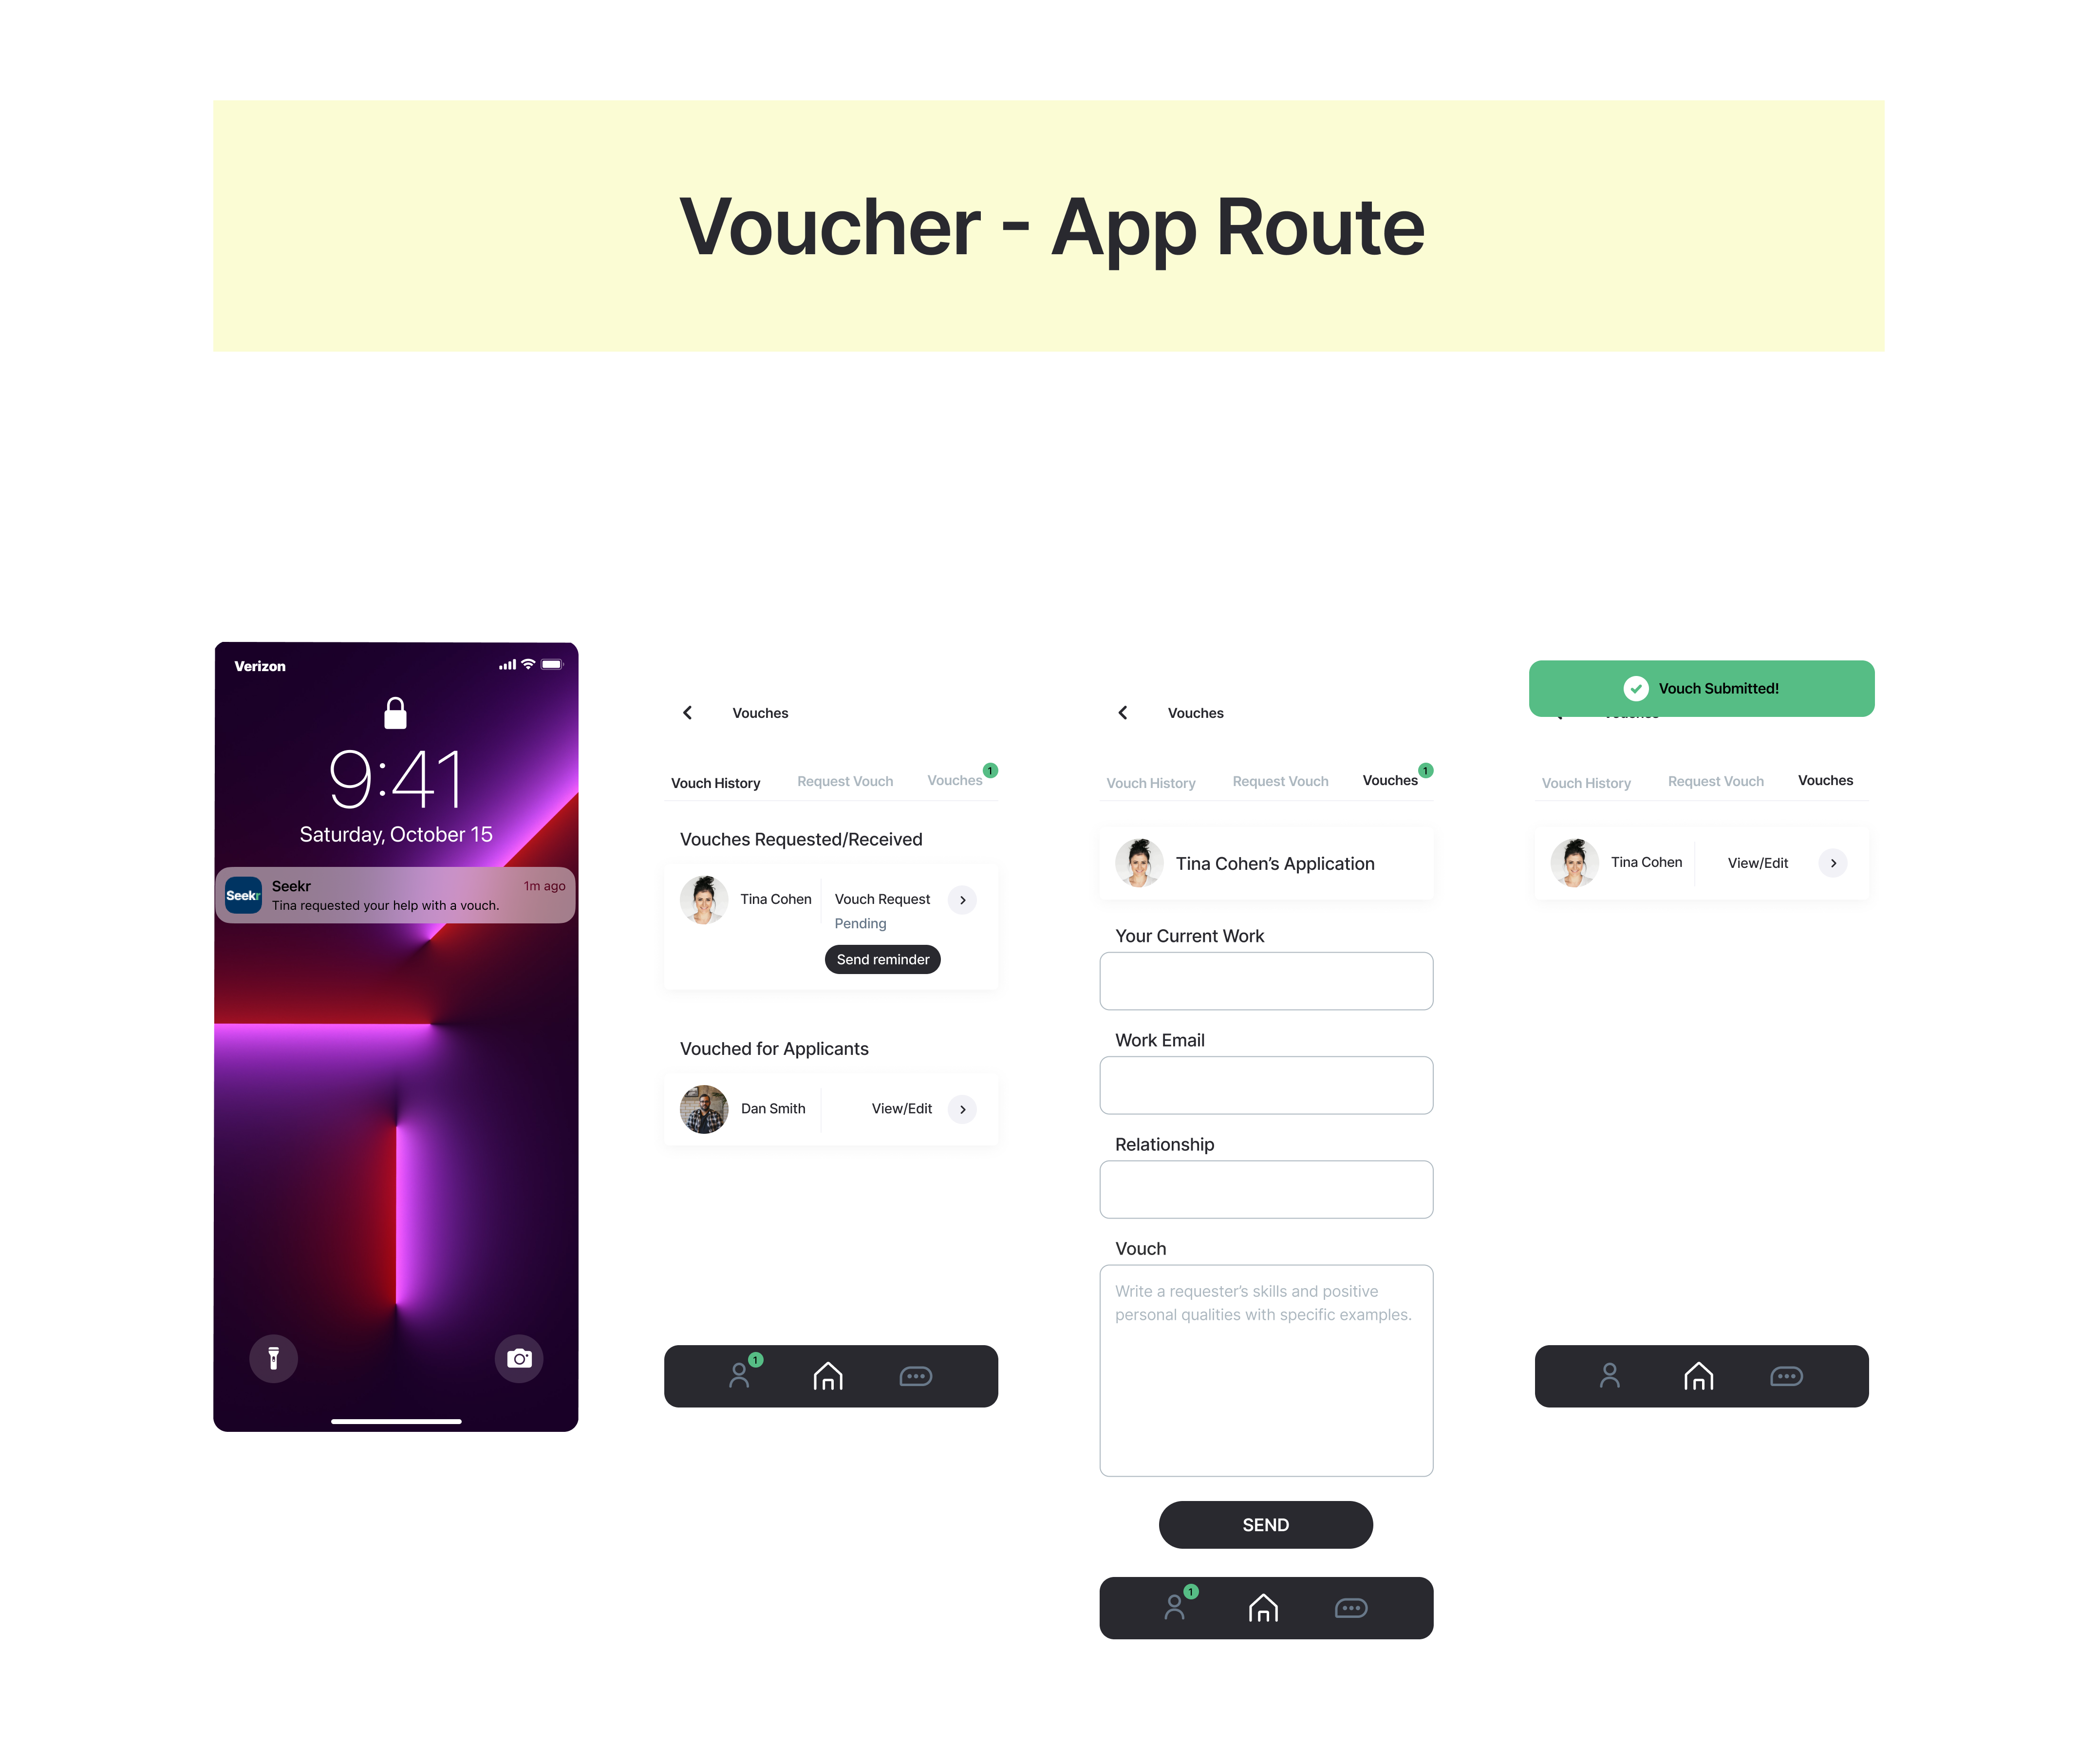 Voucher - App Route
Verizon
9:41
Saturday, October 15
Seekr
Seekr
1m ago
Tina requested your help with a vouch.
Vouches
Vouch History
Request Vouch
Vouches
1
Vouches Requested/Received
Tina Cohen
Vouch Request
Pending
Send reminder
Vouched for Applicants
Dan Smith
View/Edit
1
Vouches
Vouch History
Request Vouch
Vouches
1
Tina Cohen’s Application
Your Current Work
Work Email
Relationship
Vouch
Write a requester’s skills and positive
personal qualities with specific examples.
SEND
1
Vouch Submitted!
Vouch History
Request Vouch
Vouches
Tina Cohen
View/Edit